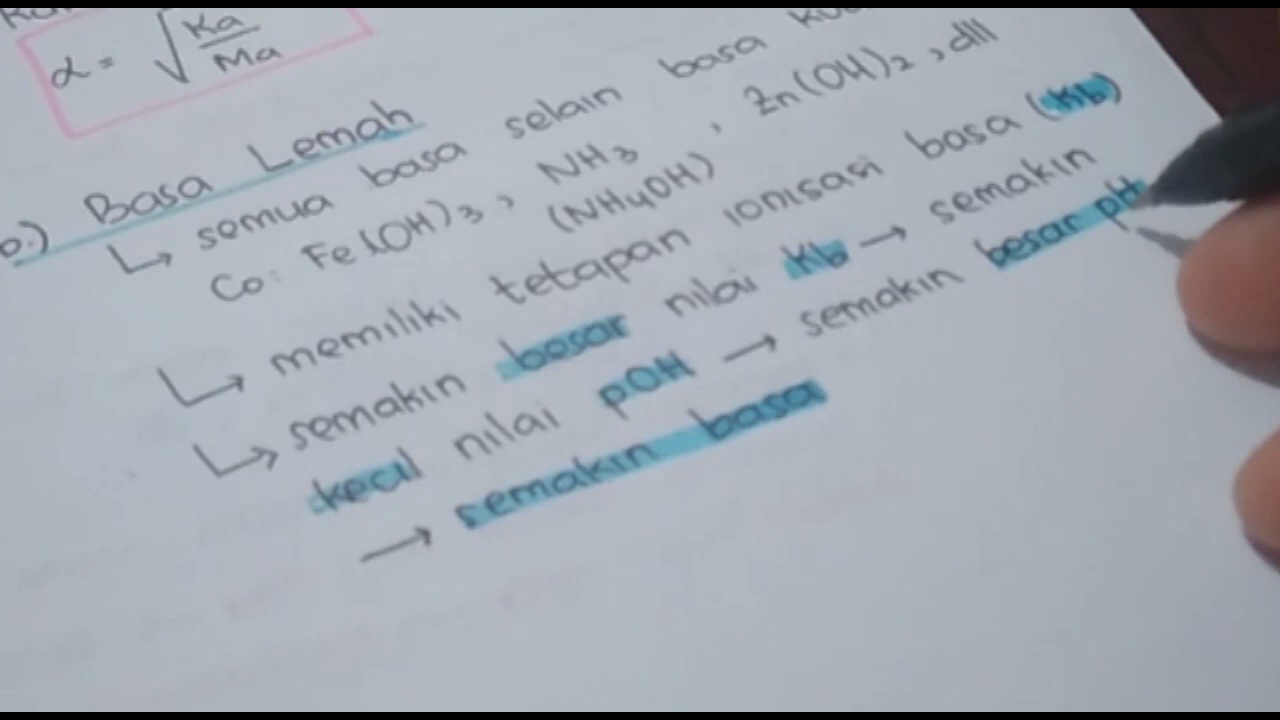 α = √Ka/Ma
b.) Basa Lemah
↳ semua basa selain basa
Co: Fe(OH)3, NH3, Zn(OH)2, dll
(NH4OH)
↳ memiliki tetapan ionisasi basa (Kb)
↳ semakin besar nilai Kb → semakin
kecil nilai pOH → semakin besar pH
→ semakin basa